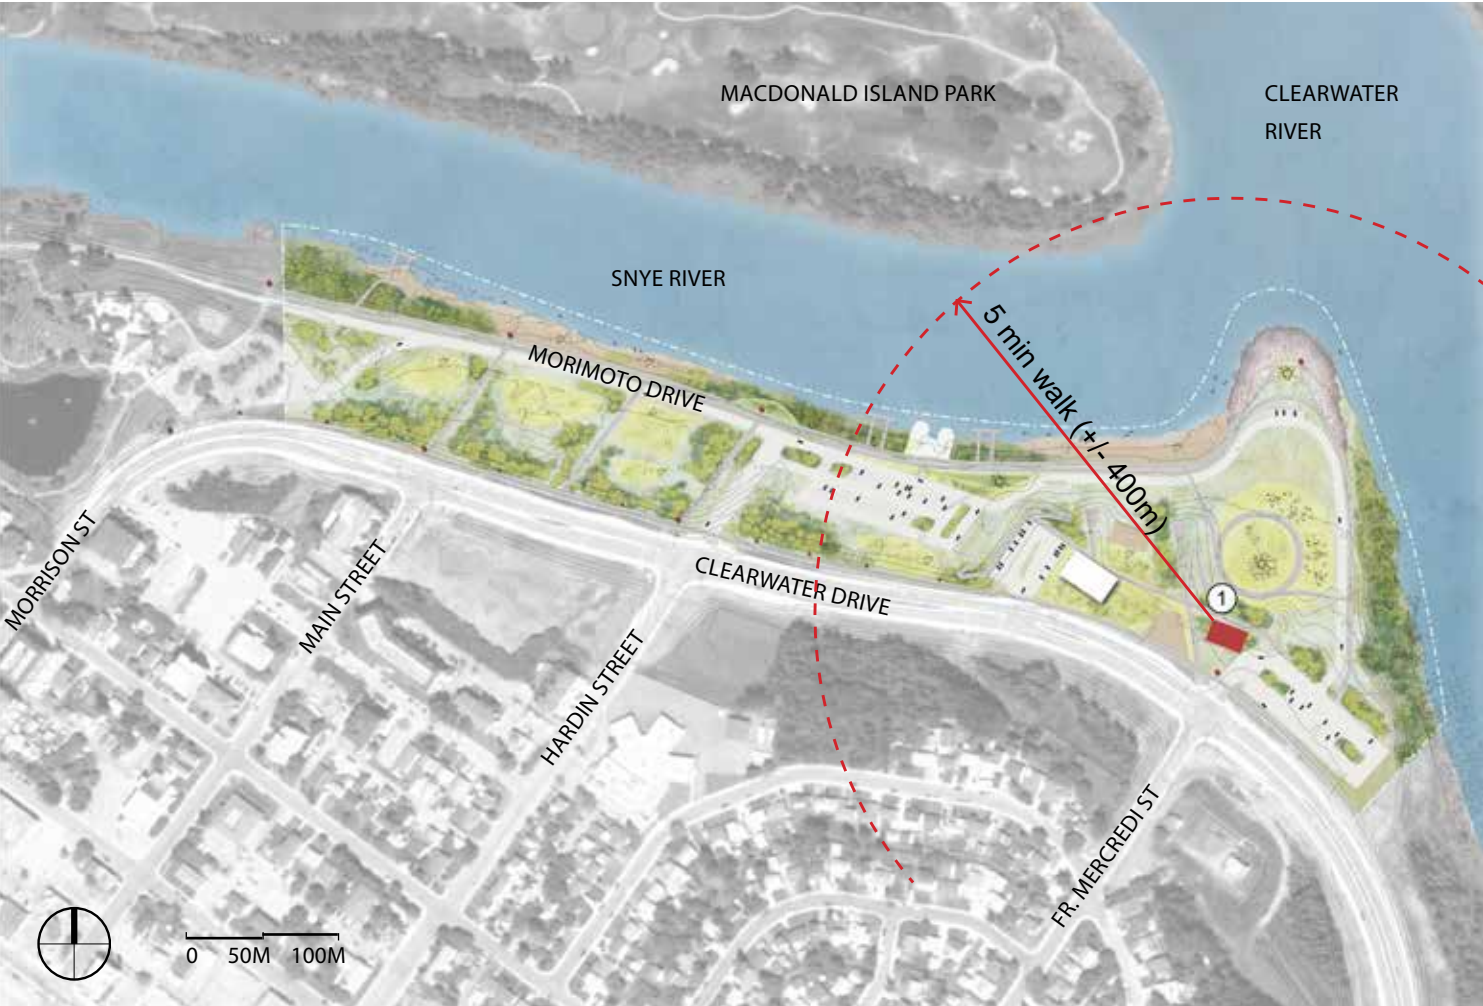 MACDONALD ISLAND PARK
CLEARWATER
RIVER
SNYE RIVER
5 min walk (+/- 400m)
MORIMOTO DRIVE
CLEARWATER DRIVE
1
MORRISON ST
MAIN STREET
HARDIN STREET
FR. MERCREDI ST
0 50M 100M